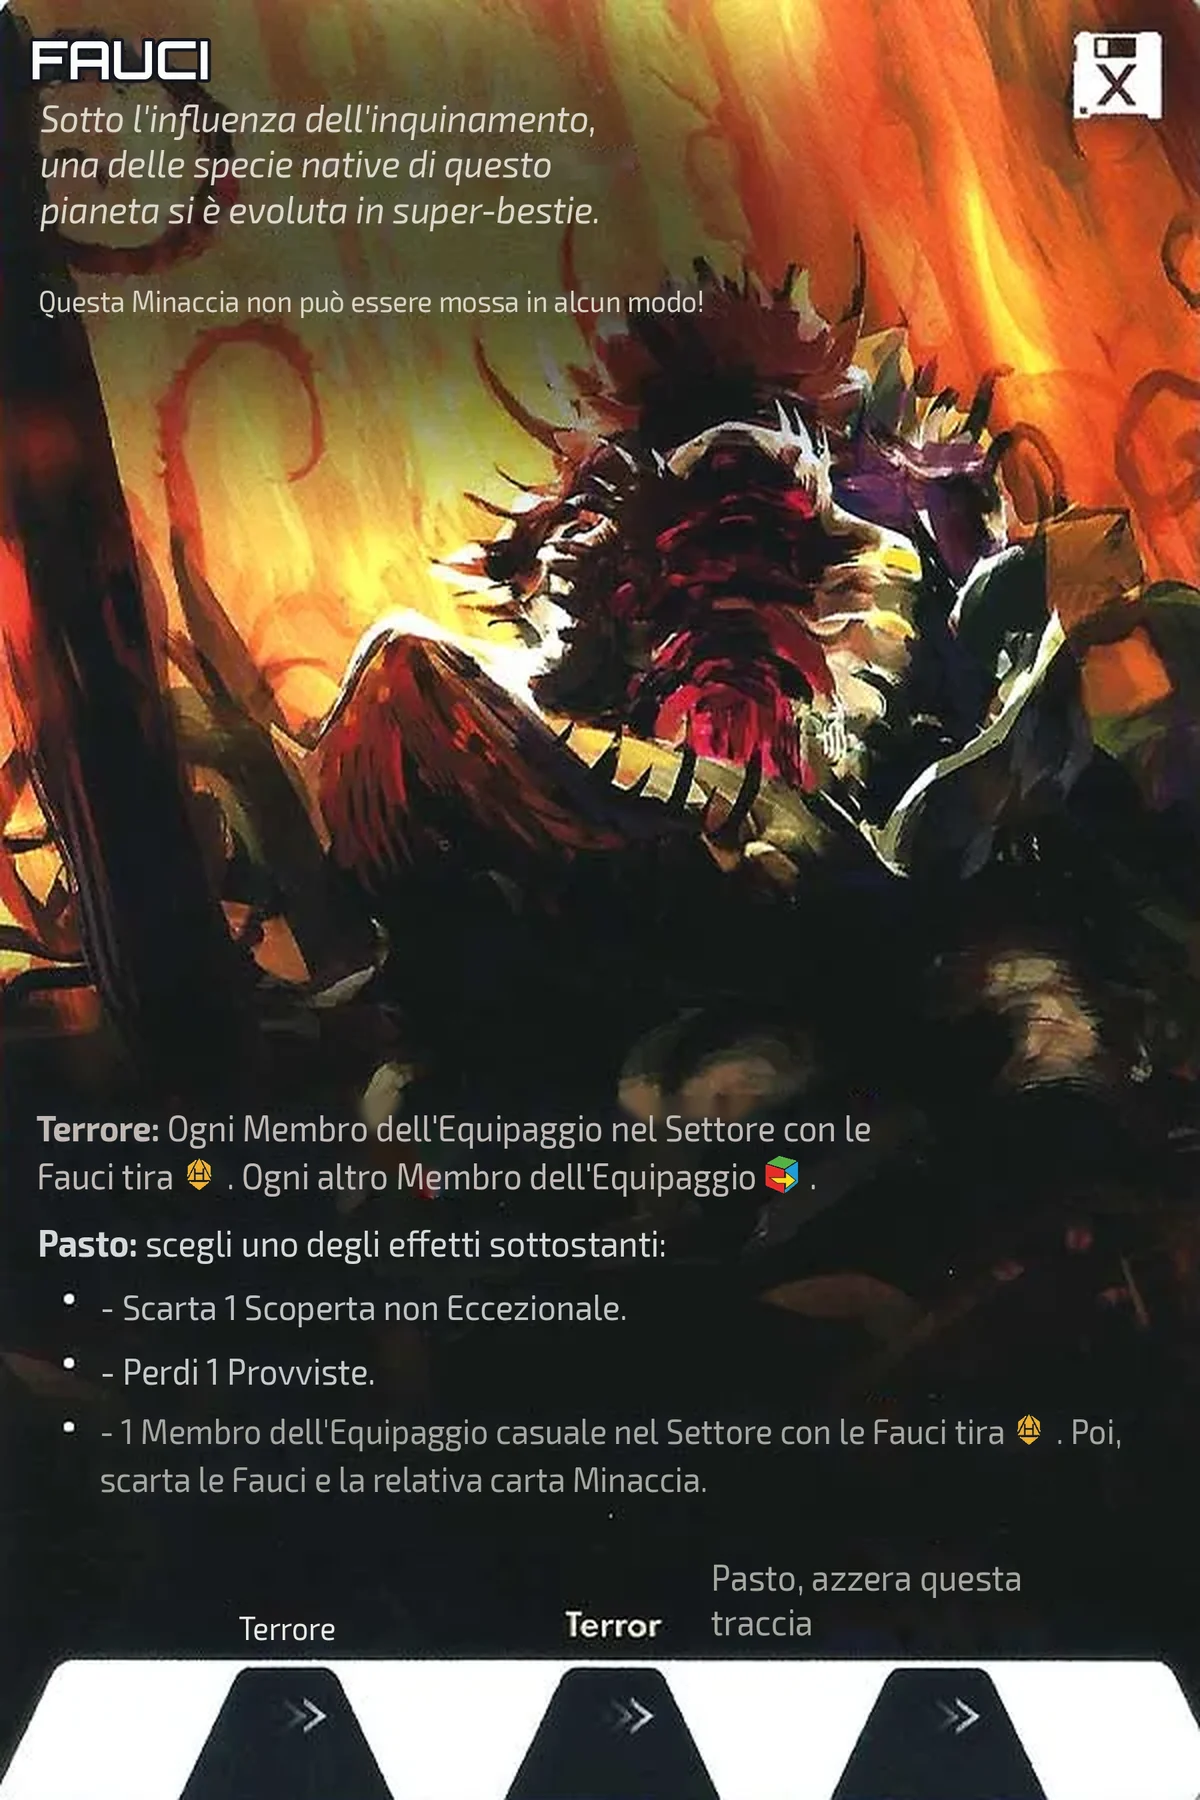 FAUCI
X
Sotto l'influenza dell'inquinamento,
una delle specie native di questo
pianeta si è evoluta in super-bestie.
Questa Minaccia non può essere mossa in alcun modo!
Terrore: Ogni Membro dell'Equipaggio nel Settore con le
Fauci tira . Ogni altro Membro dell'Equipaggio .
Pasto: scegli uno degli effetti sottostanti:
• - Scarta 1 Scoperta non Eccezionale.
• - Perdi 1 Provviste.
• - 1 Membro dell'Equipaggio casuale nel Settore con le Fauci tira . Poi,
scarta le Fauci e la relativa carta Minaccia.
Terrore
Terror
Pasto, azzera questa
traccia